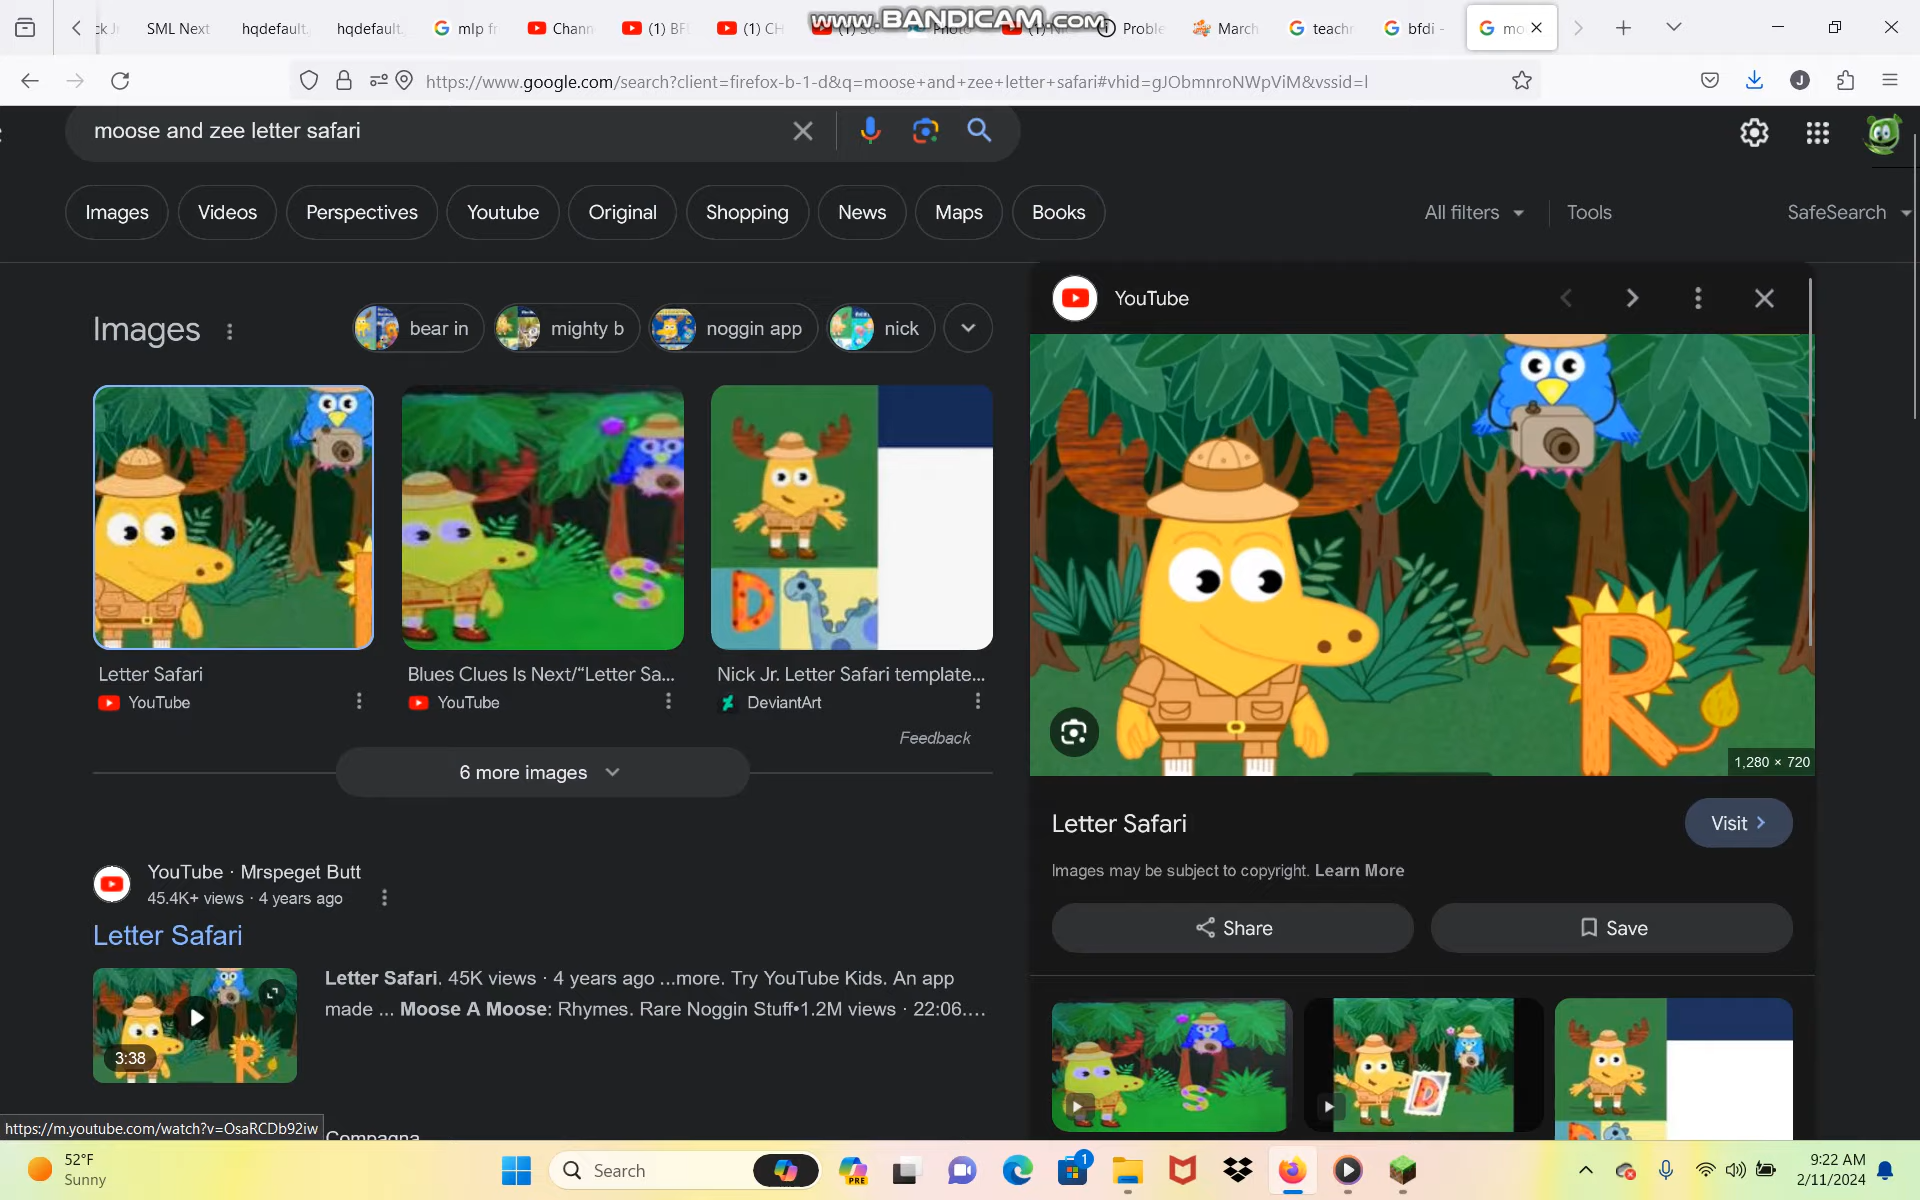 www.BANDICAM.com
SML Next
hqdefault.
hqdefault.
mlp fr
Chann
(1) BF
(1) CH
Proble
March
teach
bfdi -
mo
https://www.google.com/search?client=firefox-b-1-d&q=moose+and+zee+letter+safari#vhid=gJObmnroNWpViM&vssid=l
J
moose and zee letter safari
Images
Videos
Perspectives
Youtube
Original
Shopping
News
Maps
Books
All filters
Tools
SafeSearch
Images
bear in
mighty b
noggin app
nick
Letter Safari
YouTube
Blues Clues Is Next/“Letter Sa...
YouTube
D
Nick Jr. Letter Safari template...
DeviantArt
Feedback
6 more images
YouTube · Mrspeget Butt
45.4K+ views · 4 years ago
Letter Safari
3:38
Letter Safari. 45K views · 4 years ago ...more. Try YouTube Kids. An app
made ... Moose A Moose: Rhymes. Rare Noggin Stuff•1.2M views · 22:06....
YouTube
R
1,280 × 720
Letter Safari
Visit
Images may be subject to copyright. Learn More
Share
Save
S
D
https://m.youtube.com/watch?v=OsaRCDb92iw
52°F
Sunny
Search
PRE
1
9:22 AM
2/11/2024